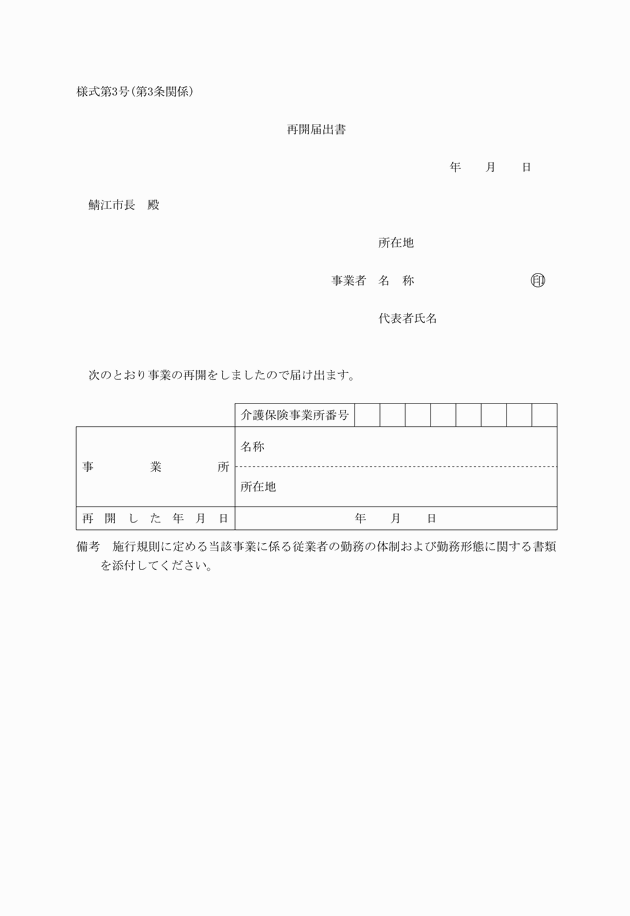 様式第3号(第3条関係)
再開届出書
年　月　日
鯖江市長　殿
所在地
事業者　名　称　㊞
代表者氏名
次のとおり事業の再開をしましたので届け出ます。
介護保険事業所番号
事業所
名称
所在地
再開した年月日　年　月　日
備考　施行規則に定める当該事業に係る従業者の勤務の体制および勤務形態に関する書類
を添付してください。